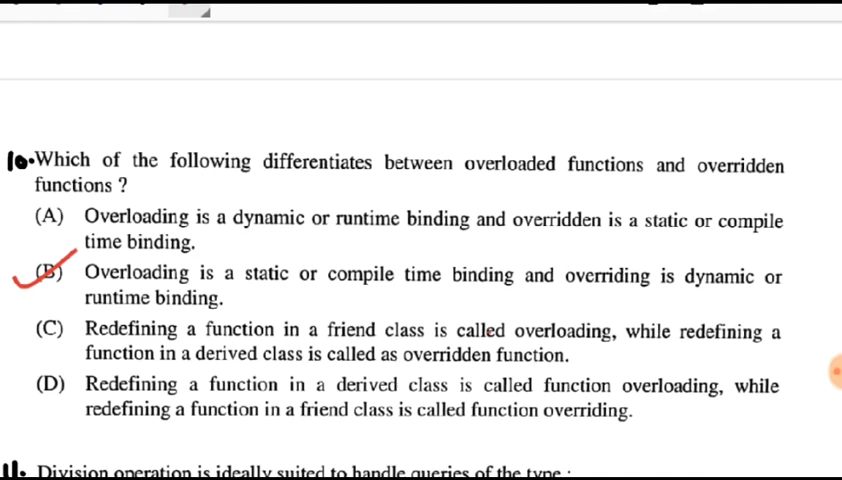 10. Which of the following differentiates between overloaded functions and overridden
functions ?
(A) Overloading is a dynamic or runtime binding and overridden is a static or compile
time binding.
(B) Overloading is a static or compile time binding and overriding is dynamic or
runtime binding.
(C) Redefining a function in a friend class is called overloading, while redefining a
function in a derived class is called as overridden function.
(D) Redefining a function in a derived class is called function overloading, while
redefining a function in a friend class is called function overriding.
11. Division operation is ideally suited to handle queries of the type :